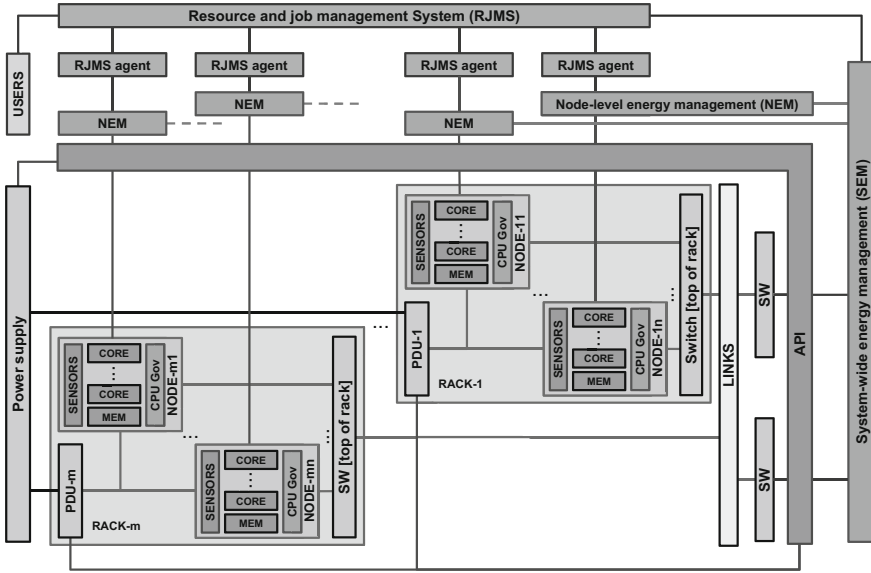 Resource and job management System (RJMS)
USERS
RJMS agent
RJMS agent
RJMS agent
RJMS agent
NEM
NEM
NEM
Node-level energy management (NEM)
System-wide energy management (SEM)
API
Power supply
SENSORS
CORE
...
CORE
MEM
CPU Gov
NODE-11
...
...
PDU-1
SENSORS
CORE
...
CORE
MEM
CPU Gov
NODE-1n
Switch [top of rack]
RACK-1
LINKS
SW
SW
...
SENSORS
CORE
...
CORE
MEM
CPU Gov
NODE-m1
...
...
PDU-m
SENSORS
CORE
...
CORE
MEM
CPU Gov
NODE-mn
SW [top of rack]
RACK-m